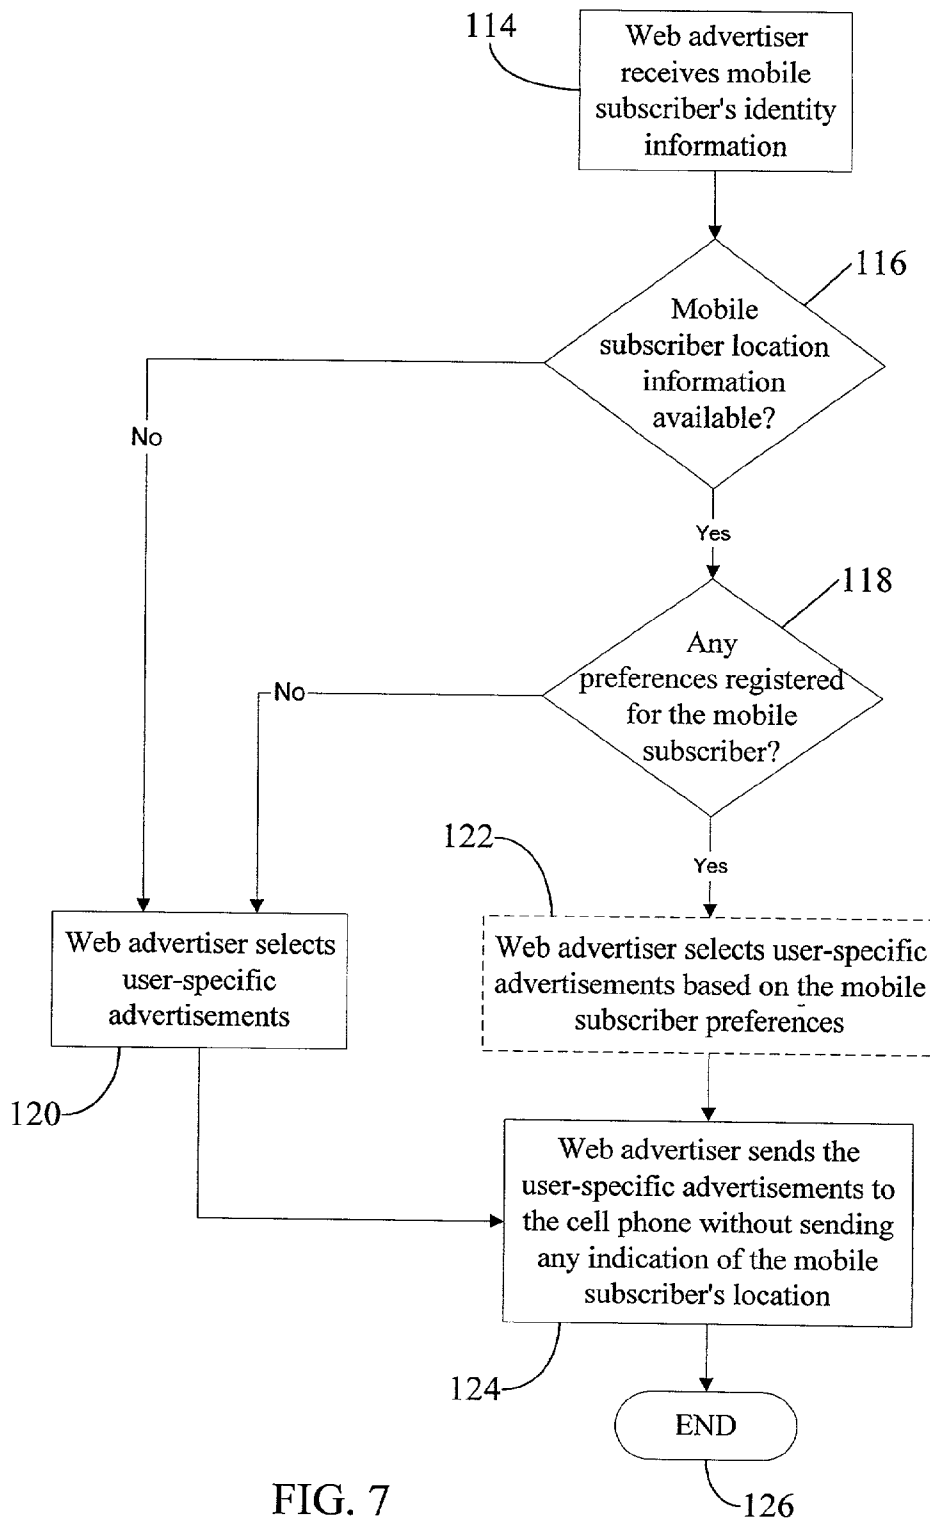 114
Web advertiser
receives mobile
subscriber's identity
information
116
Mobile
subscriber location
information
available?
No
Yes
118
Any
preferences registered
for the mobile
subscriber?
No
122
Yes
Web advertiser selects
user-specific
advertisements
Web advertiser selects user-specific
advertisements based on the mobile
subscriber preferences
120
Web advertiser sends the
user-specific advertisements to
the cell phone without sending
any indication of the mobile
subscriber's location
124
END
126
FIG. 7